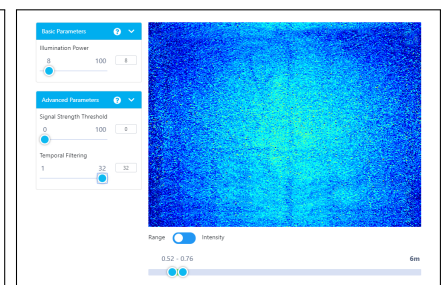 Basic Parameters ?
Illumination Power
8 100 8
Advanced Parameters ?
Signal Strength Threshold
0 100 0
Temporal Filtering
1 32 32
Range Intensity
0.52 - 0.76 6m